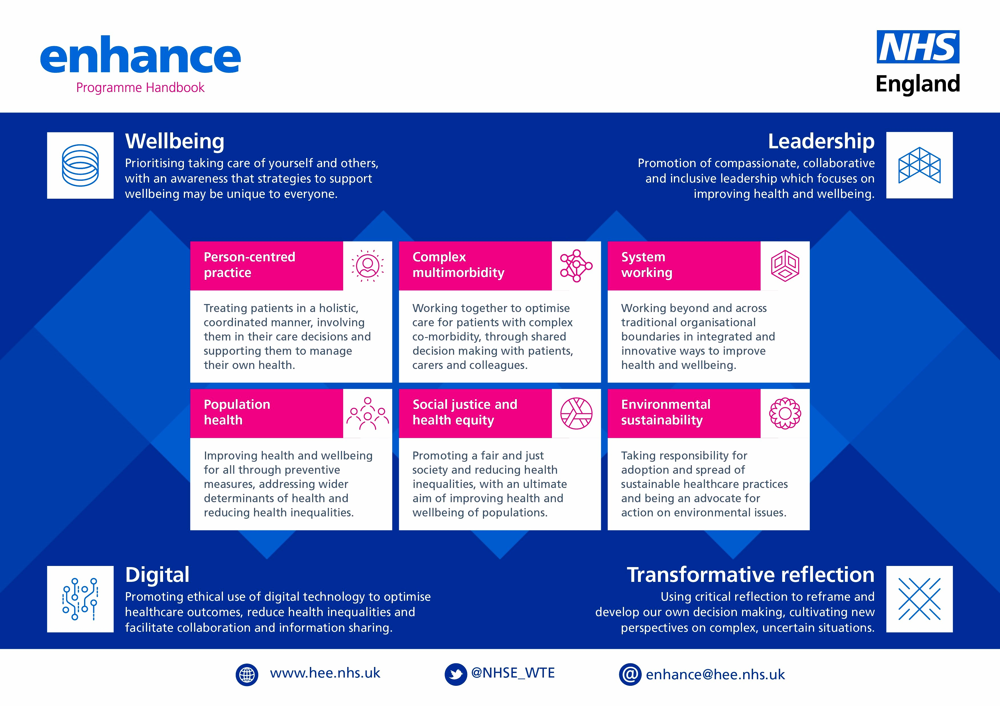 enhance
Programme Handbook
NHS
England
Wellbeing
Prioritising taking care of yourself and others,
with an awareness that strategies to support
wellbeing may be unique to everyone.
Leadership
Promotion of compassionate, collaborative
and inclusive leadership which focuses on
improving health and wellbeing.
Person-centred
practice
Treating patients in a holistic,
coordinated manner, involving
them in their care decisions and
supporting them to manage
their own health.
Complex
multimorbidity
Working together to optimise
care for patients with complex
co-morbidity, through shared
decision making with patients,
carers and colleagues.
System
working
Working beyond and across
traditional organisational
boundaries in integrated and
innovative ways to improve
health and wellbeing.
Population
health
Improving health and wellbeing
for all through preventive
measures, addressing wider
determinants of health and
reducing health inequalities.
Social justice and
health equity
Promoting a fair and just
society and reducing health
inequalities, with an ultimate
aim of improving health and
wellbeing of populations.
Environmental
sustainability
Taking responsibility for
adoption and spread of
sustainable healthcare practices
and being an advocate for
action on environmental issues.
Digital
Promoting ethical use of digital technology to optimise
healthcare outcomes, reduce health inequalities and
facilitate collaboration and information sharing.
Transformative reflection
Using critical reflection to reframe and
develop our own decision making, cultivating new
perspectives on complex, uncertain situations.
www.hee.nhs.uk
@NHSE_WTE
@ enhance@hee.nhs.uk